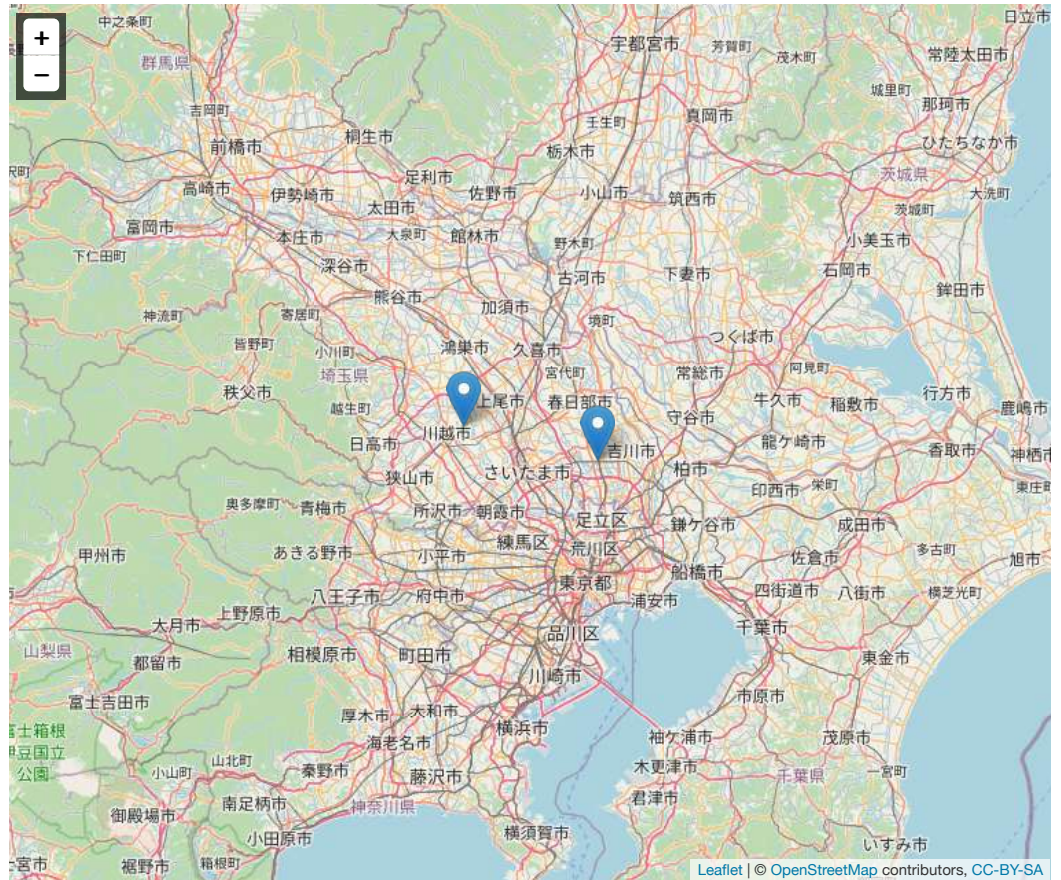 +
−
日立市
中之条町
宇都宮市
芳賀町
茂木町
常陸太田市
群馬県
城里町
那珂市
吉岡町
真岡市
壬生町
桐生市
前橋市
ひたちなか市
栃木市
茨城県
足利市
高崎市
伊勢崎市
佐野市
小山市
筑西市
大洗町
太田市
茨城町
富岡市
本庄市
大泉町
館林市
野木町
小美玉市
下仁田町
深谷市
古河市
下妻市
石岡市
鉾田市
熊谷市
加須市
神流町
寄居町
境町
つくば市
皆野町
小川町
鴻巣市
久喜市
埼玉県
宮代町
常総市
阿見町
秩父市
行方市
上尾市
春日部市
牛久市
稲敷市
鹿嶋市
越生町
守谷市
川越市
日高市
龍ケ崎市
吉川市
香取市
神栖市
さいたま市
柏市
狭山市
印西市
栄町
東庄町
奥多摩町
青梅市
所沢市
朝霞市
足立区
鎌ケ谷市
成田市
練馬区
荒川区
甲州市
あきる野市
小平市
佐倉市
多古町
旭市
船橋市
東京都
四街道市
八街市
横芝光町
八王子市
府中市
浦安市
上野原市
大月市
品川区
千葉市
山梨県
都留市
相模原市
町田市
東金市
川崎市
市原市
富士吉田市
厚木市
大和市
横浜市
袖ケ浦市
茂原市
富士箱根
伊豆国立
公園
海老名市
山北町
小山町
秦野市
藤沢市
木更津市
千葉県
一宮町
南足柄市
神奈川県
君津市
御殿場市
小田原市
横須賀市
いすみ市
裾野市
箱根町
Leaflet | © OpenStreetMap contributors, CC-BY-SA